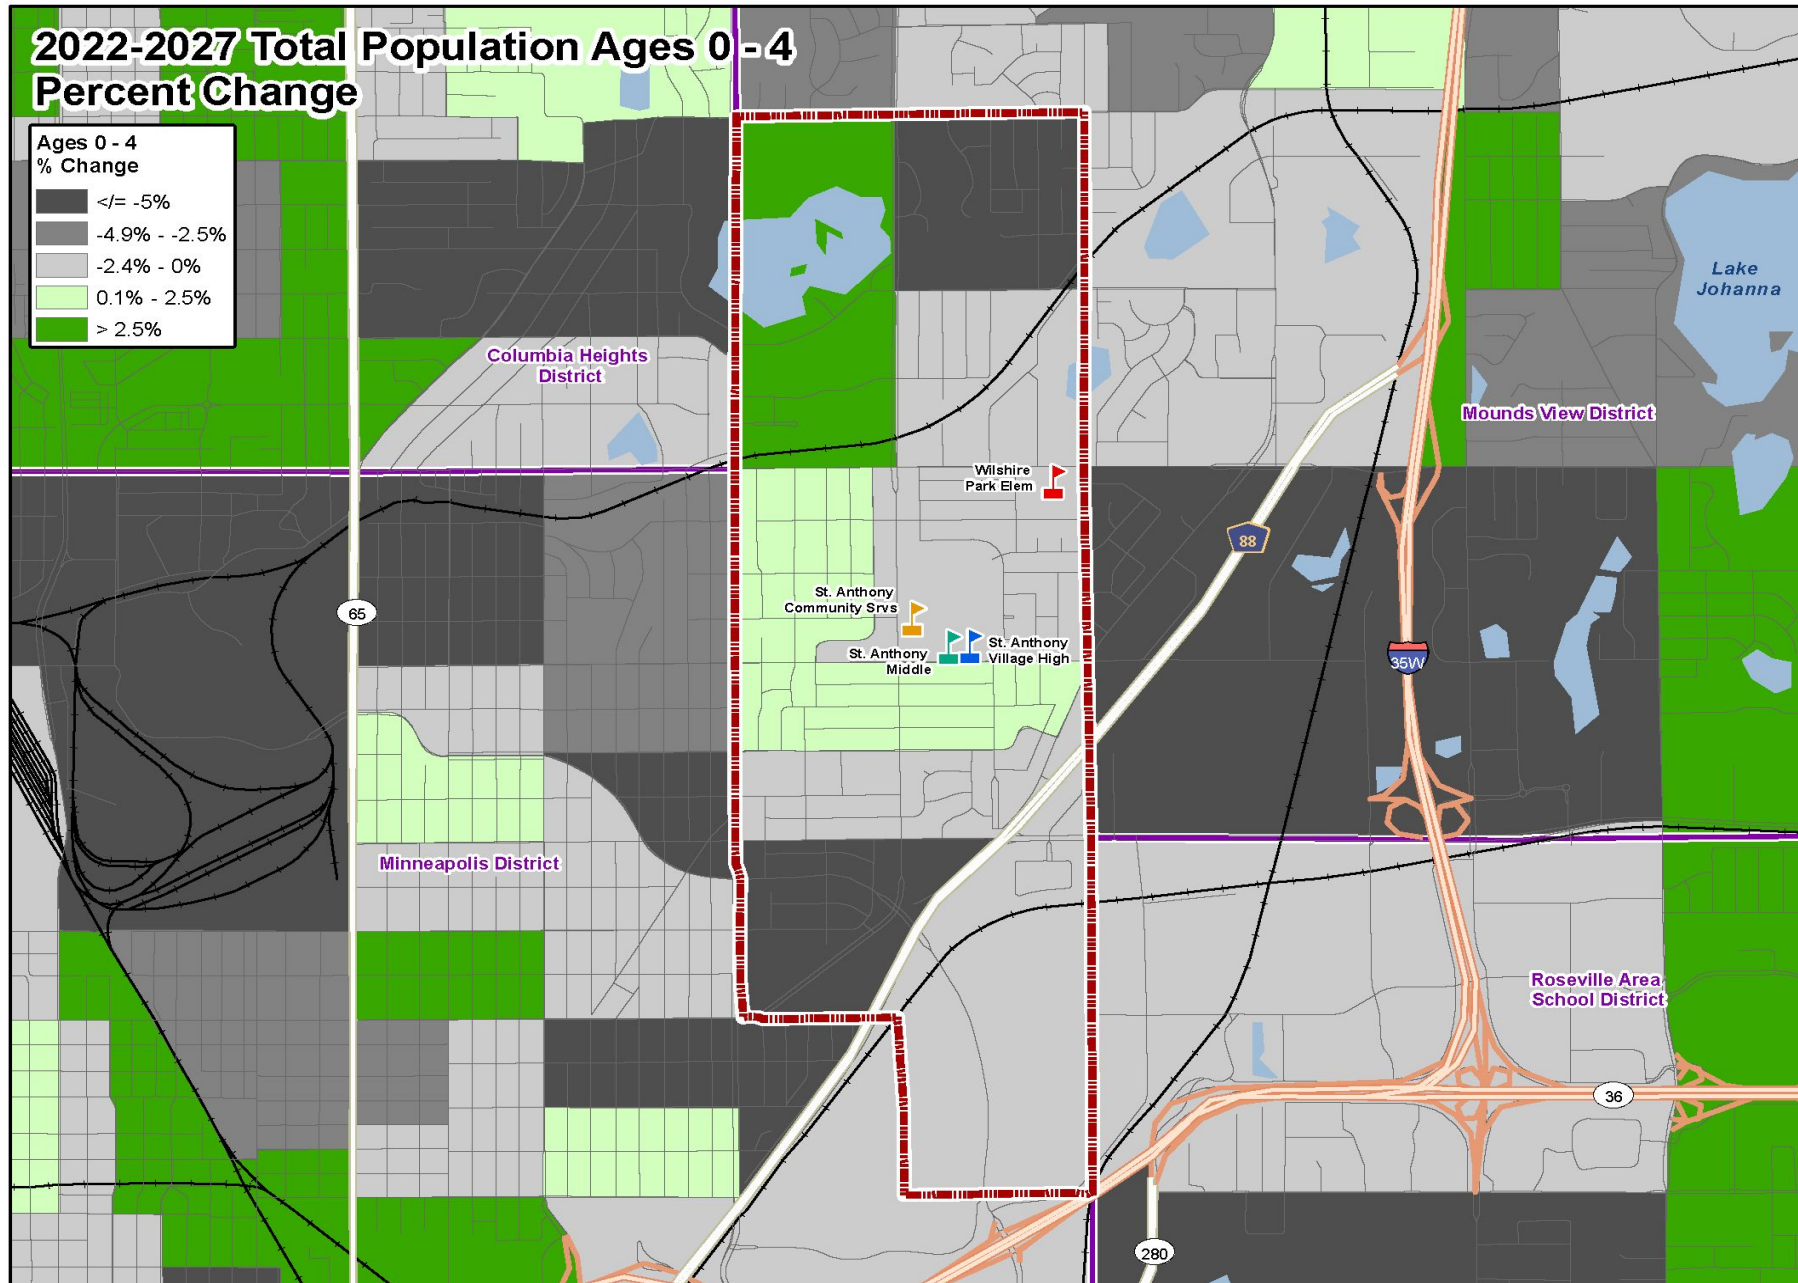 2022-2027 Total Population Ages 0 - 4
Percent Change
Ages 0 - 4
% Change
</= -5%
-4.9% - -2.5%
-2.4% - 0%
0.1% - 2.5%
> 2.5%
Lake
Johanna
Columbia Heights
District
Mounds View District
Wilshire
Park Elem
88
St. Anthony
Community Srvs
65
St. Anthony
Middle
St. Anthony
Village High
35W
Minneapolis District
Roseville Area
School District
36
280